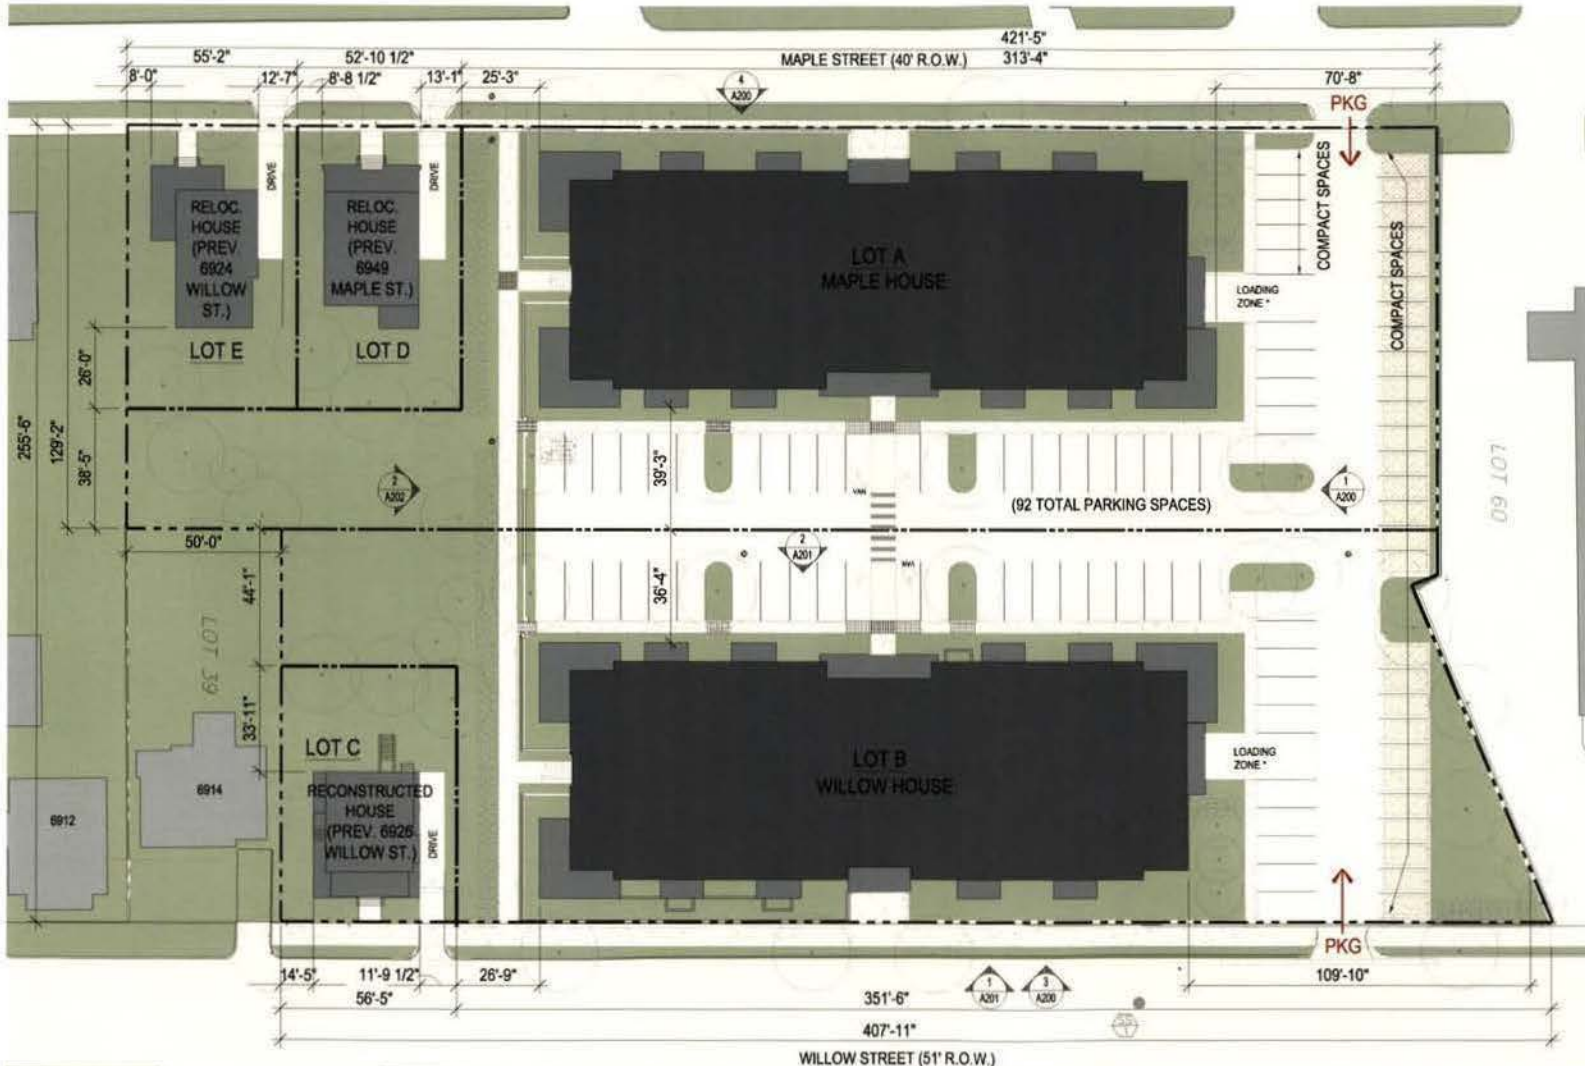 421'-5"
55'-2"
52'-10 1/2"
MAPLE STREET (40' R.O.W.)
313'-4"
8'-0"
12'-7"
8'-8 1/2"
13'-1"
25'-3"
4
A200
70'-8"
PKG
DRIVE
DRIVE
COMPACT SPACES
COMPACT SPACES
RELOC.
HOUSE
(PREV.
6924
WILLOW
ST.)
RELOC.
HOUSE
(PREV.
6949
MAPLE ST.)
LOT A
MAPLE HOUSE
LOADING
ZONE *
LOT E
LOT D
26'-0"
255'-6"
129'-2"
38'-5"
39'-3"
2
A202
VAN
(92 TOTAL PARKING SPACES)
1
A200
LOT 60
50'-0"
2
A201
VAN
44'-1"
36'-4"
LOT 39
33'-11"
LOT C
LOT B
WILLOW HOUSE
LOADING
ZONE *
6914
6912
RECONSTRUCTED
HOUSE
(PREV. 6926
WILLOW ST.)
DRIVE
PKG
14'-5"
11'-9 1/2"
26'-9"
1
A201
3
A200
109'-10"
56'-5"
351'-6"
407'-11"
WILLOW STREET (51' R.O.W.)